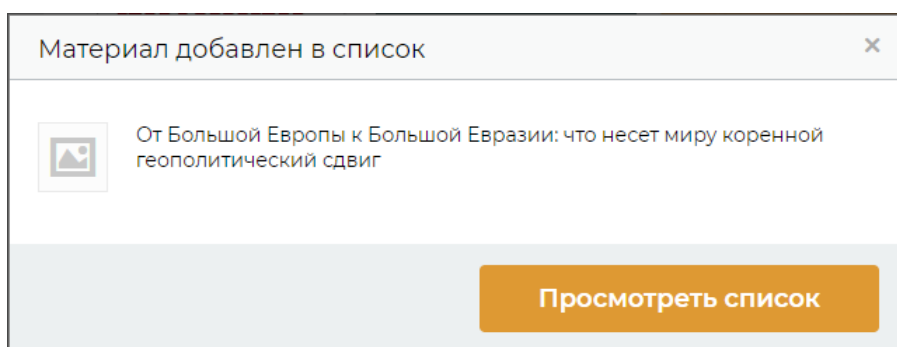 Материал добавлен в список
От Большой Европы к Большой Евразии: что несет миру коренной
геополитический сдвиг
Просмотреть список